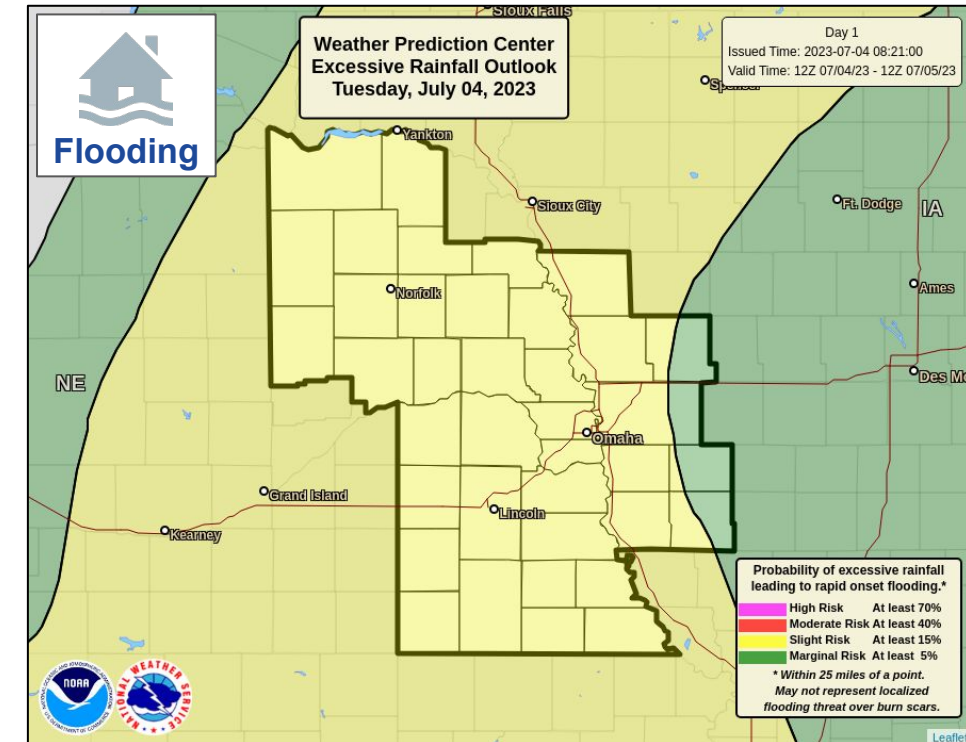 Sioux Falls
Weather Prediction Center
Excessive Rainfall Outlook
Tuesday, July 04, 2023
Day 1
Issued Time: 2023-07-04 08:21:00
Valid Time: 12Z 07/04/23 - 12Z 07/05/23
Flooding
Yankton
Sioux City
Ft. Dodge
IA
Norfolk
Ames
NE
Des Mo
Omaha
Grand Island
Lincoln
Kearney
Probability of excessive rainfall
leading to rapid onset flooding.*
High Risk At least 70%
Moderate Risk At least 40%
Slight Risk At least 15%
Marginal Risk At least 5%
* Within 25 miles of a point.
May not represent localized
flooding threat over burn scars.
NOAA
NATIONAL WEATHER SERVICE
Leaflet